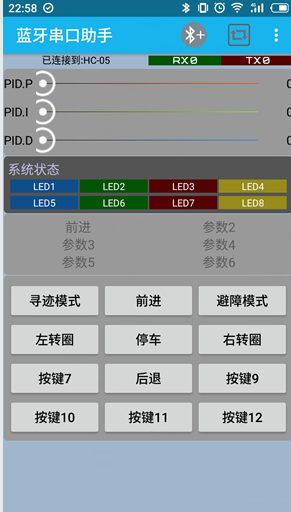 22:58
蓝牙串口助手
已连接到:HC-05 RX0 TX0
PID.P 0
PID.I 0
PID.D 0
系统状态
LED1 LED2 LED3 LED4
LED5 LED6 LED7 LED8
前进 参数2
参数3 参数4
参数5 参数6
寻迹模式 前进 避障模式
左转圈 停车 右转圈
按键7 后退 按键9
按键10 按键11 按键12